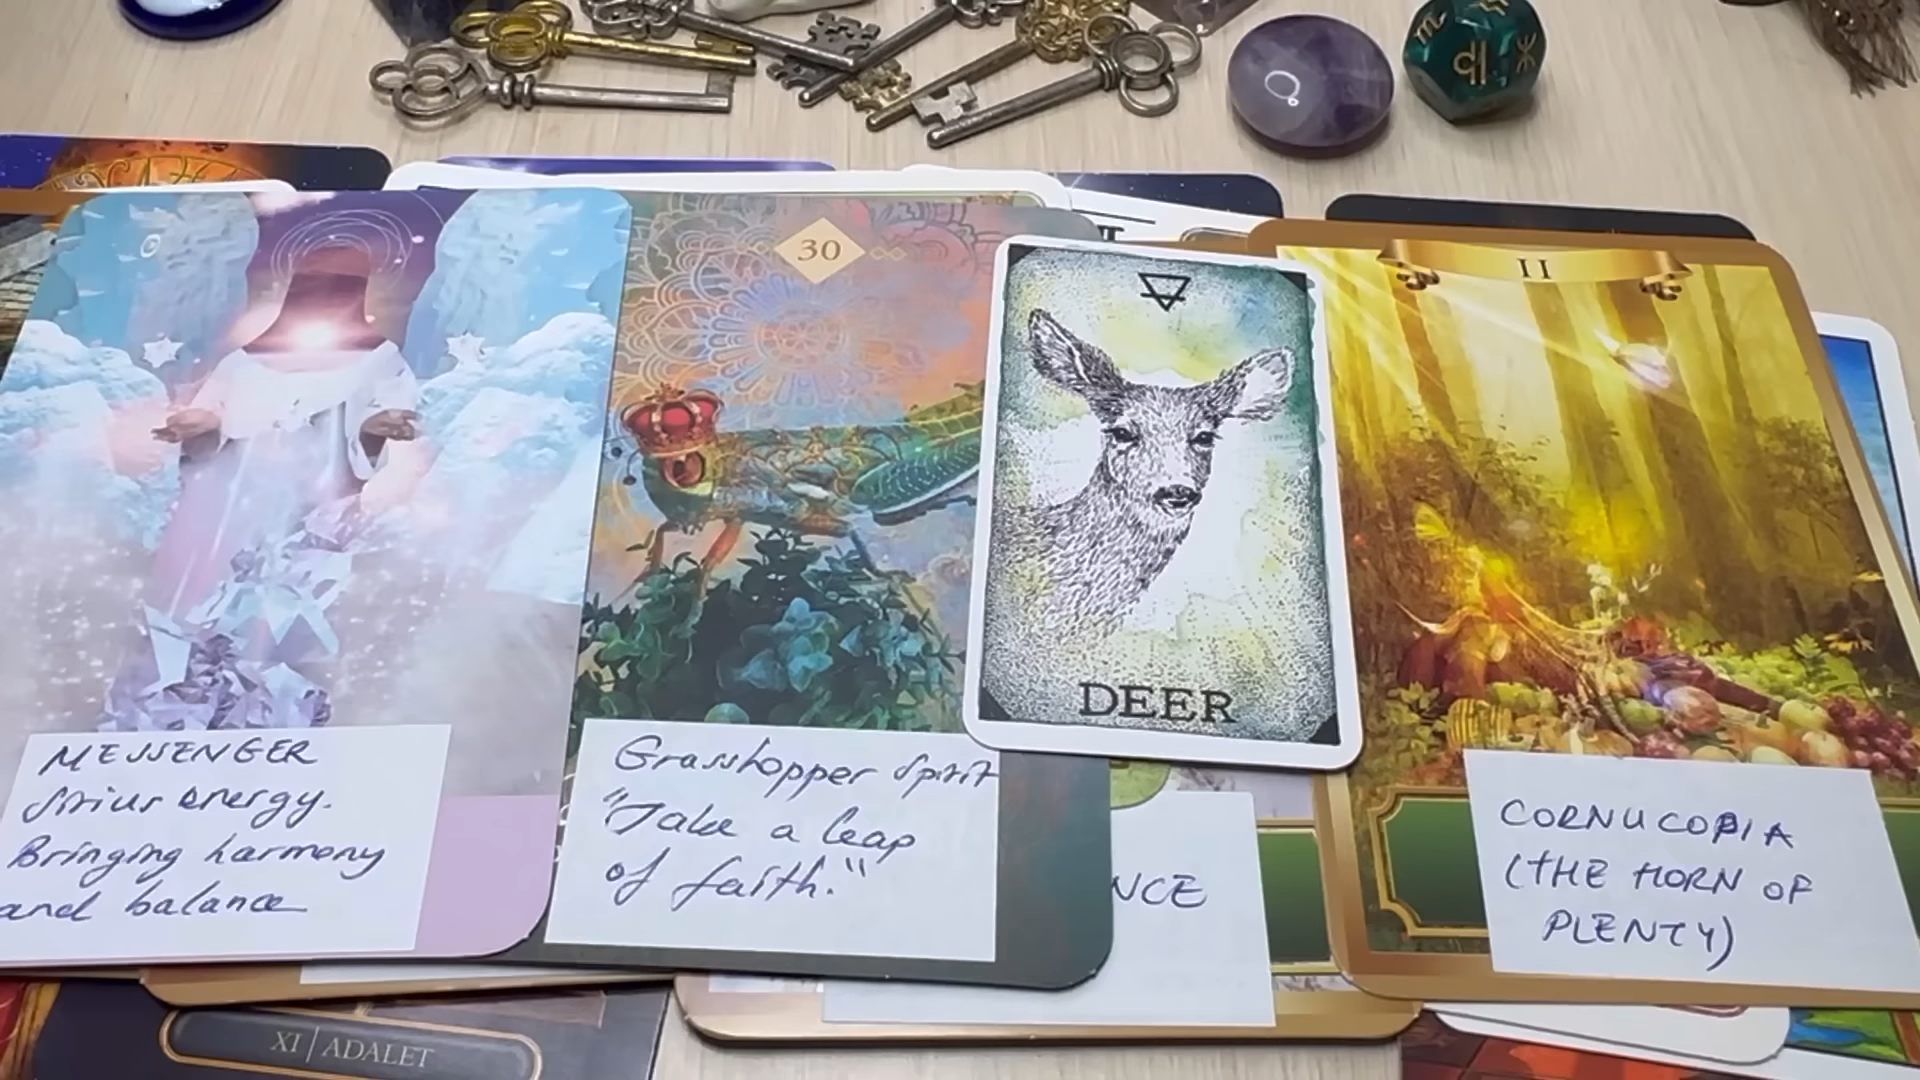 30
II
DEER
MESSENGER
Sirius energy.
Bringing harmony
and balance
Grasshopper Spirit
"Take a leap
of faith."
NCE
CORNUCOPIA
(THE HORN OF
PLENTY)
XI | ADALET